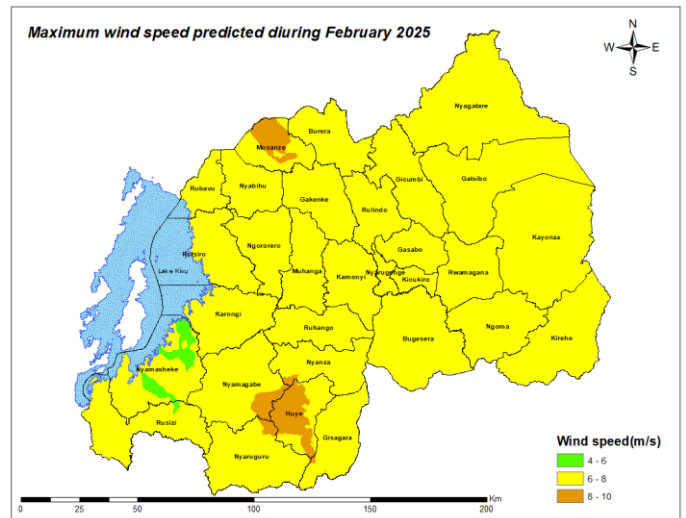 Maximum wind speed predicted diuring February 2025
N
W E
S
Nyagatare
Burera
Musanze
Gicumbi
Gatsibo
Rubavu
Nyabihu
Gakenke
Rulindo
Kayonza
Rutsiro
Ngororero
Gasabo
Lake Kivu
Muhanga
Kamonyi
Nyarugenge
Kicukiro
Rwamagana
Karongi
Ruhango
Bugesera
Ngoma
Kirehe
Nyamasheke
Nyanza
Nyamagabe
Huye
Rusizi
Gisagara
Nyaruguru
Wind speed(m/s)
4 - 6
6 - 8
8 - 10
Km
0 50 100 150 200